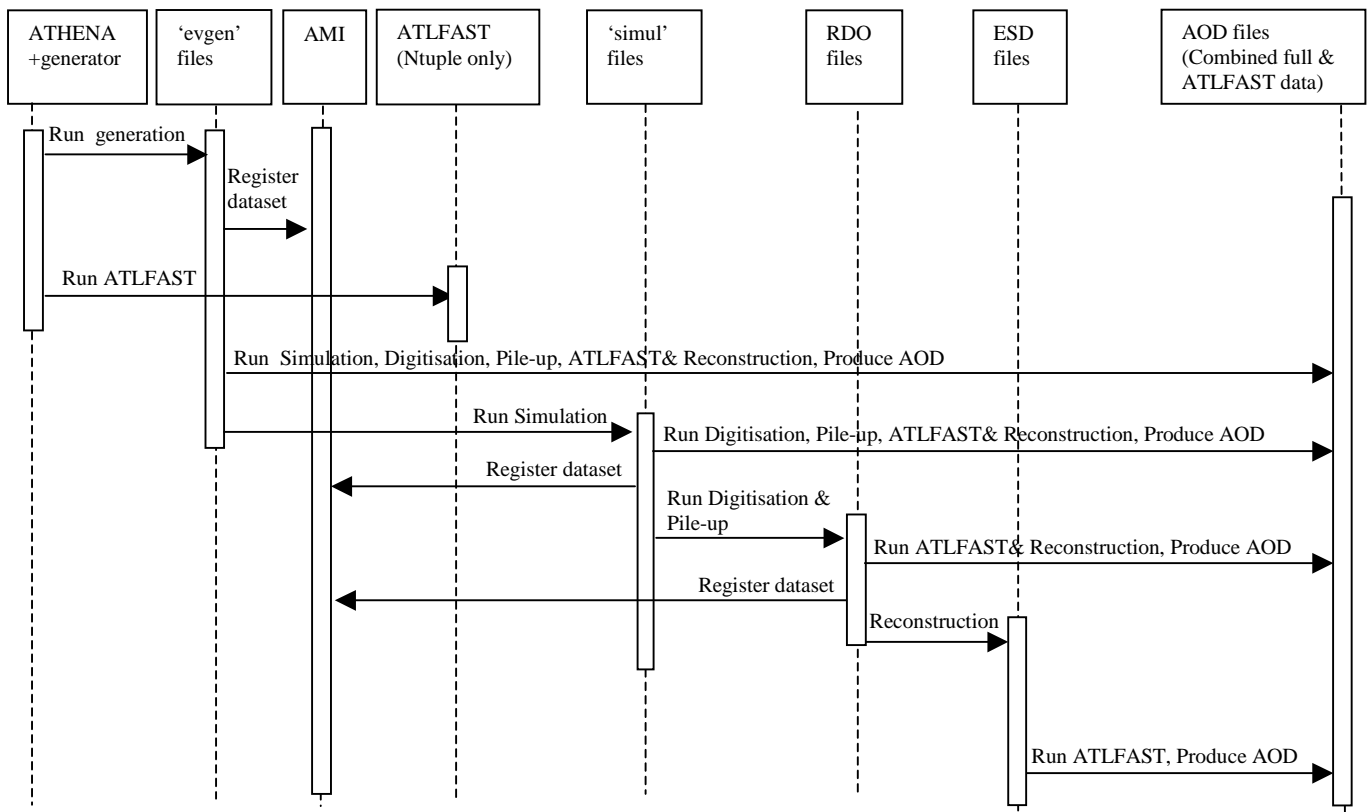 ATHENA
+generator
‘evgen’
files
AMI
ATLFAST
(Ntuple only)
‘simul’
files
RDO
files
ESD
files
AOD files
(Combined full &
ATLFAST data)
Run generation
Register
dataset
Run ATLFAST
Run Simulation, Digitisation, Pile-up, ATLFAST& Reconstruction, Produce AOD
Run Simulation
Run Digitisation, Pile-up, ATLFAST& Reconstruction, Produce AOD
Register dataset
Run Digitisation &
Pile-up
Run ATLFAST& Reconstruction, Produce AOD
Register dataset
Reconstruction
Run ATLFAST, Produce AOD